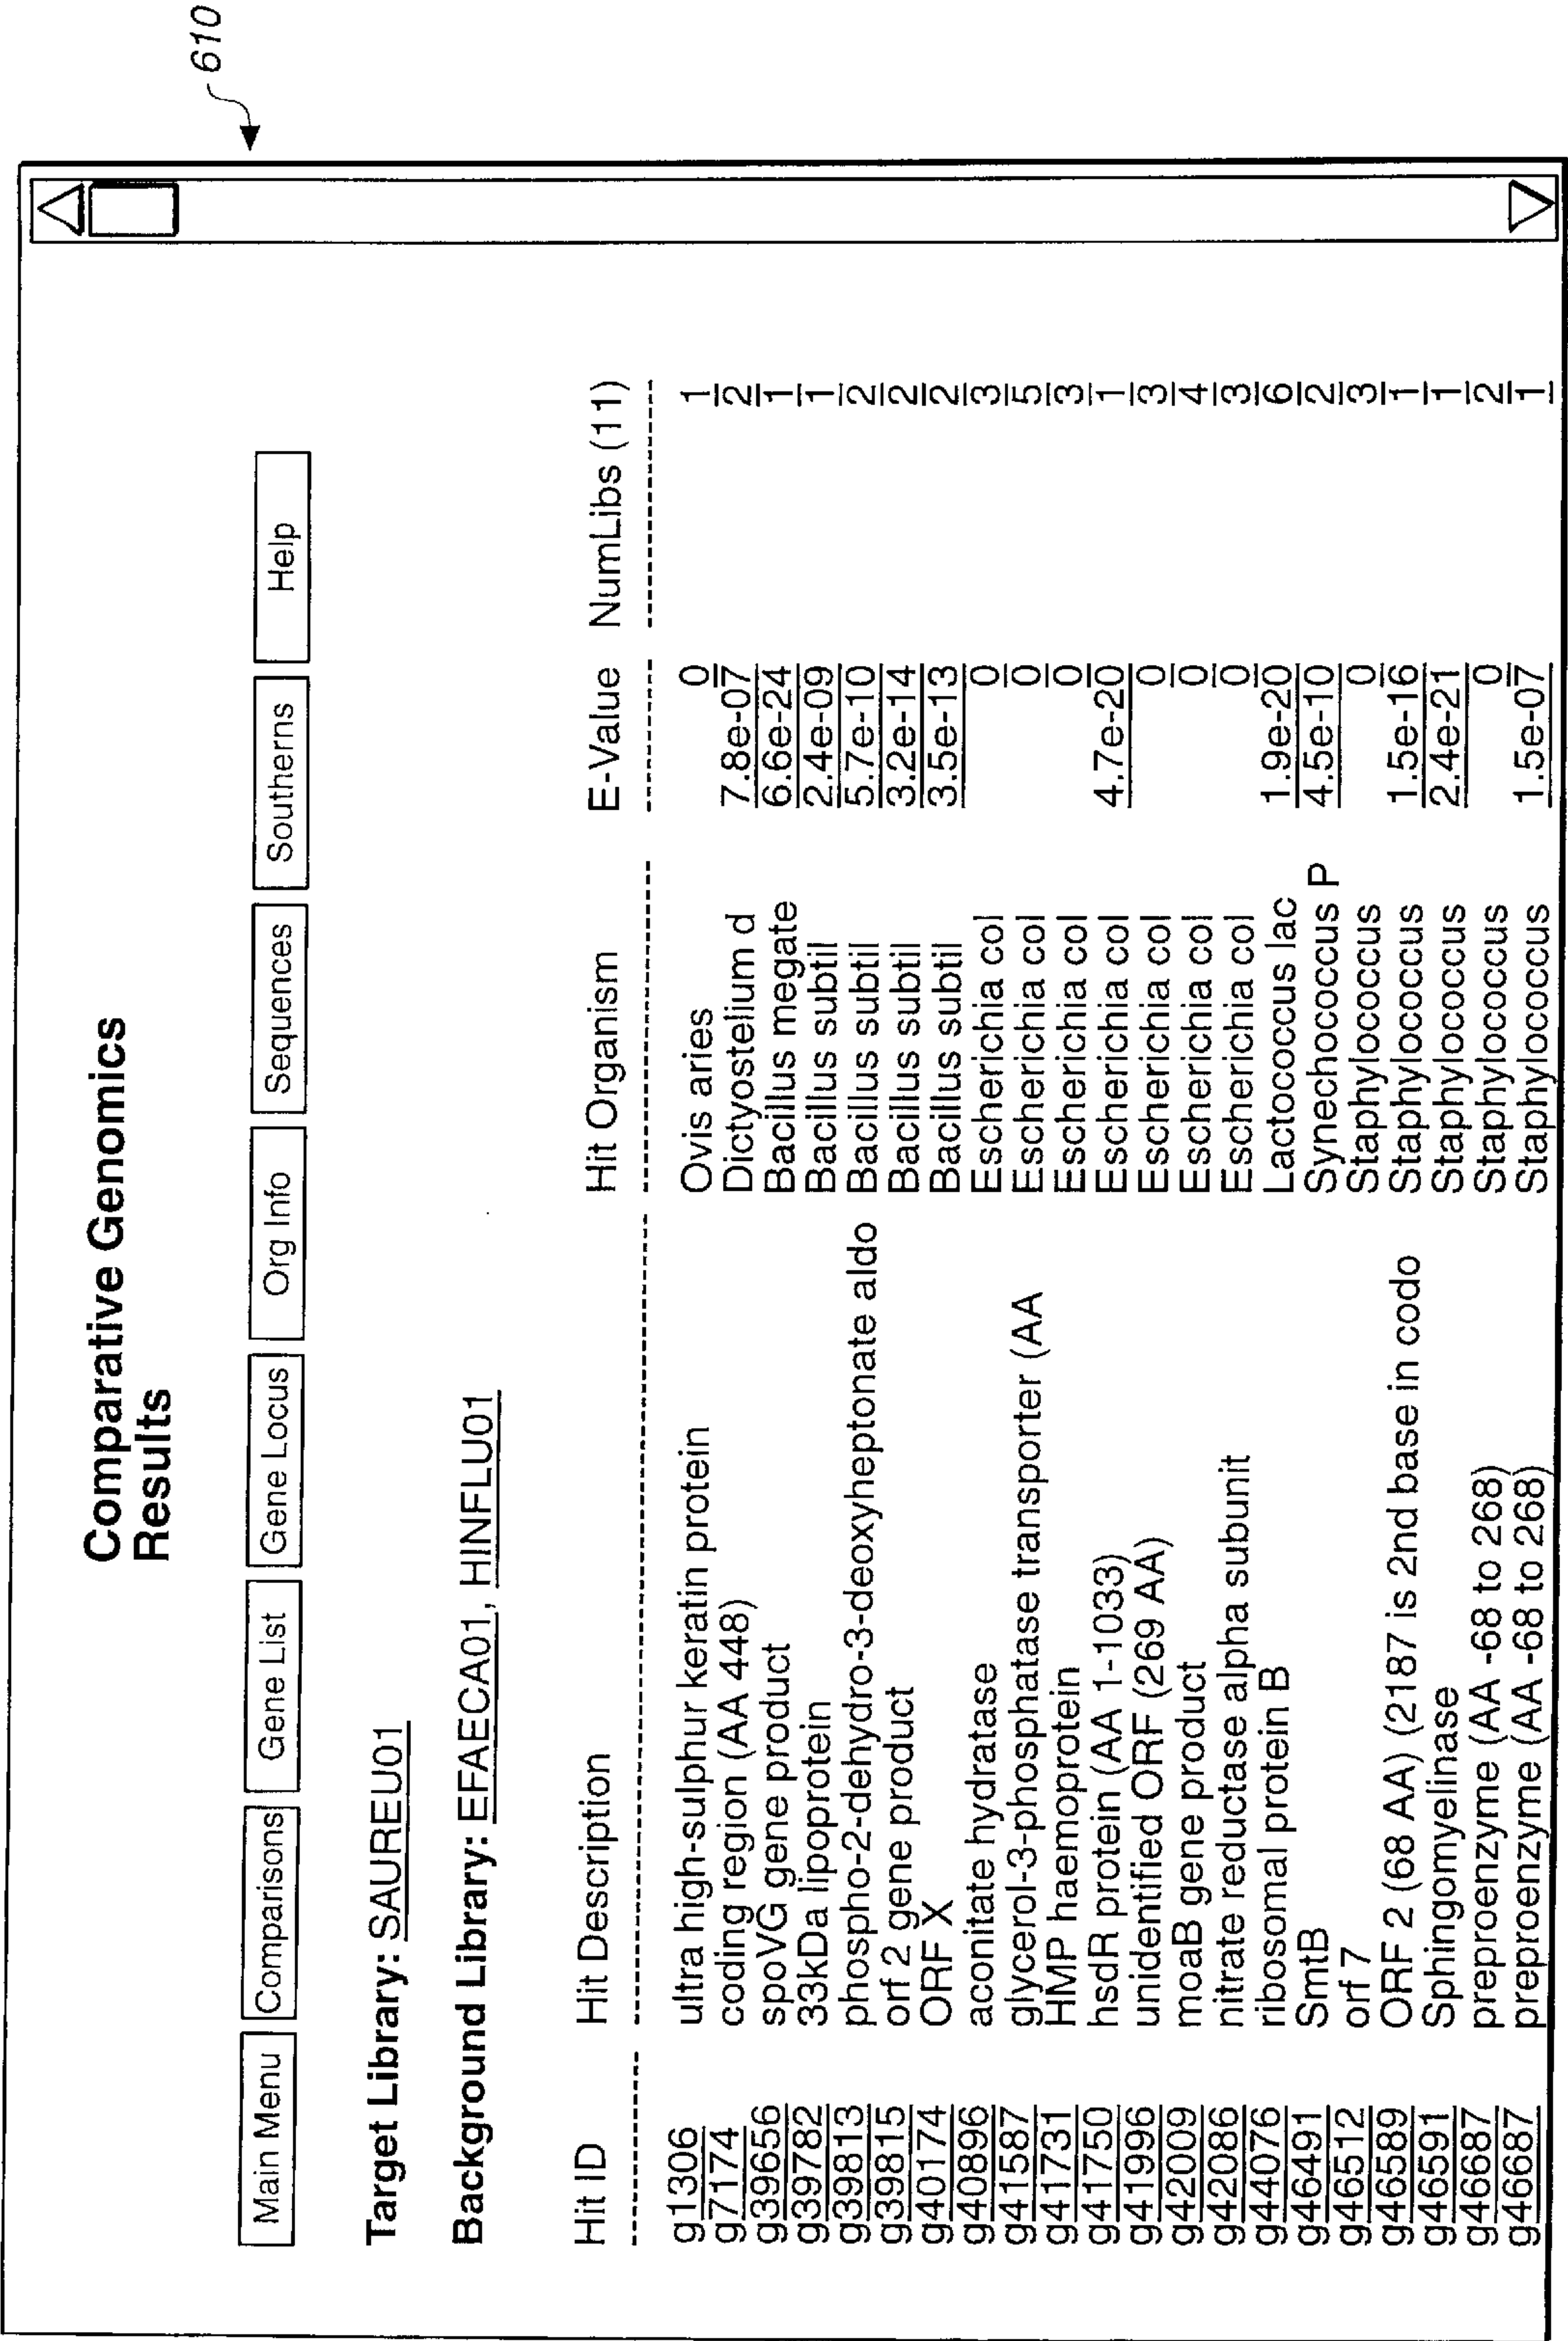 610
Comparative Genomics
Results
Main Menu Comparisons Gene List Gene Locus Org Info Sequences Southerns Help
Target Library: SAUREU01
Background Library: EFAECA01, HINFLU01
Hit ID Hit Description Hit Organism E-Value NumLibs (11)
g1306 ultra high-sulphur keratin protein Ovis aries 0 1
g7174 coding region (AA 448) Dictyostelium d 7.8e-07 2
g39656 spoVG gene product Bacillus megate 6.6e-24 1
g39782 33kDa lipoprotein Bacillus subtil 2.4e-09 1
g39813 phospho-2-dehydro-3-deoxyheptonate aldo Bacillus subtil 5.7e-10 2
g39815 orf 2 gene product Bacillus subtil 3.2e-14 2
g40174 ORF X Bacillus subtil 3.5e-13 2
g40896 aconitate hydratase Escherichia col 0 3
g41587 glycerol-3-phosphatase transporter (AA Escherichia col 0 5
g41731 HMP haemoprotein Escherichia col 0 3
g41750 hsdR protein (AA 1-1033) Escherichia col 4.7e-20 1
g41996 unidentified ORF (269 AA) Escherichia col 0 3
g42009 moaB gene product Escherichia col 0 4
g42086 nitrate reductase alpha subunit Escherichia col 0 3
g44076 ribosomal protein B Lactococcus lac 1.9e-20 6
g46491 SmtB Synechococcus P 4.5e-10 2
g46512 orf 7 Staphylococcus 0 3
g46589 ORF 2 (68 AA) (2187 is 2nd base in codo Staphylococcus 1.5e-16 1
g46591 Sphingomyelinase Staphylococcus 2.4e-21 1
g46687 preproenzyme (AA -68 to 268) Staphylococcus 0 2
g46687 preproenzyme (AA -68 to 268) Staphylococcus 1.5e-07 1